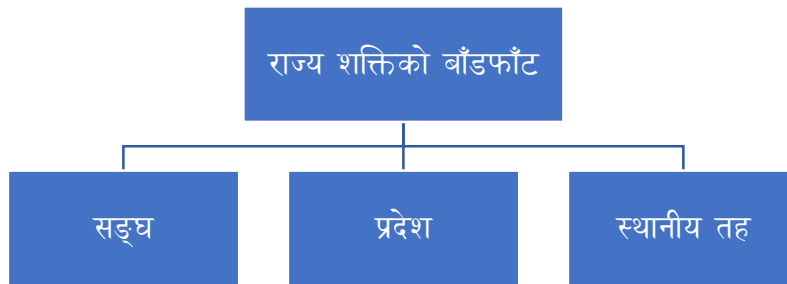 राज्य शक्तिको बाँडफाँट
सङ्घ
प्रदेश
स्थानीय तह